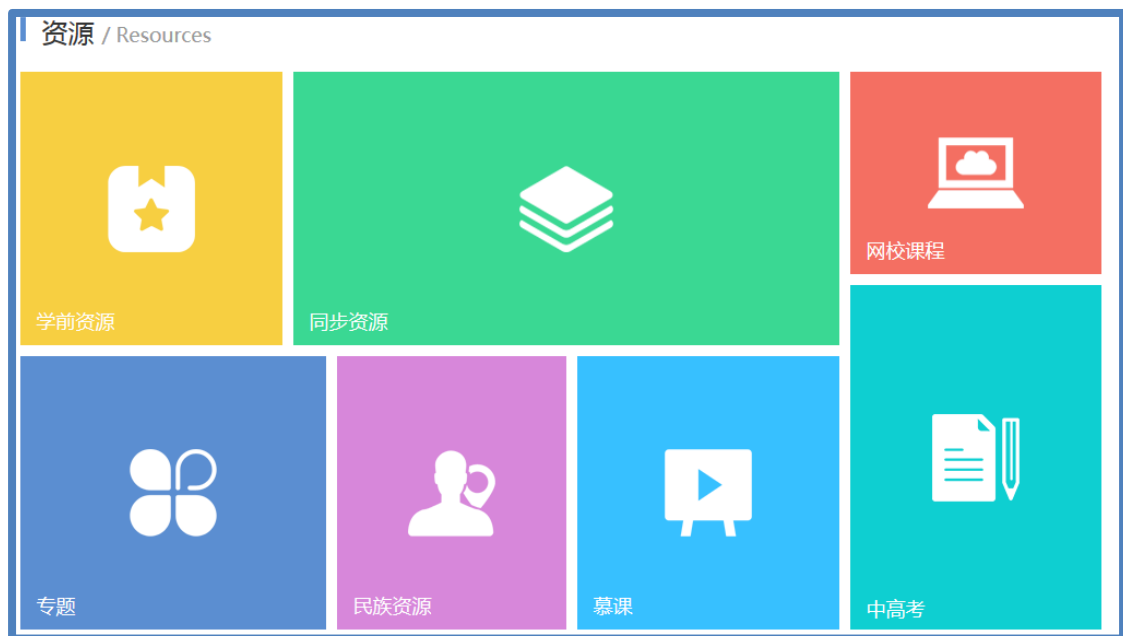 资源 / Resources
学前资源
同步资源
网校课程
专题
民族资源
慕课
中高考